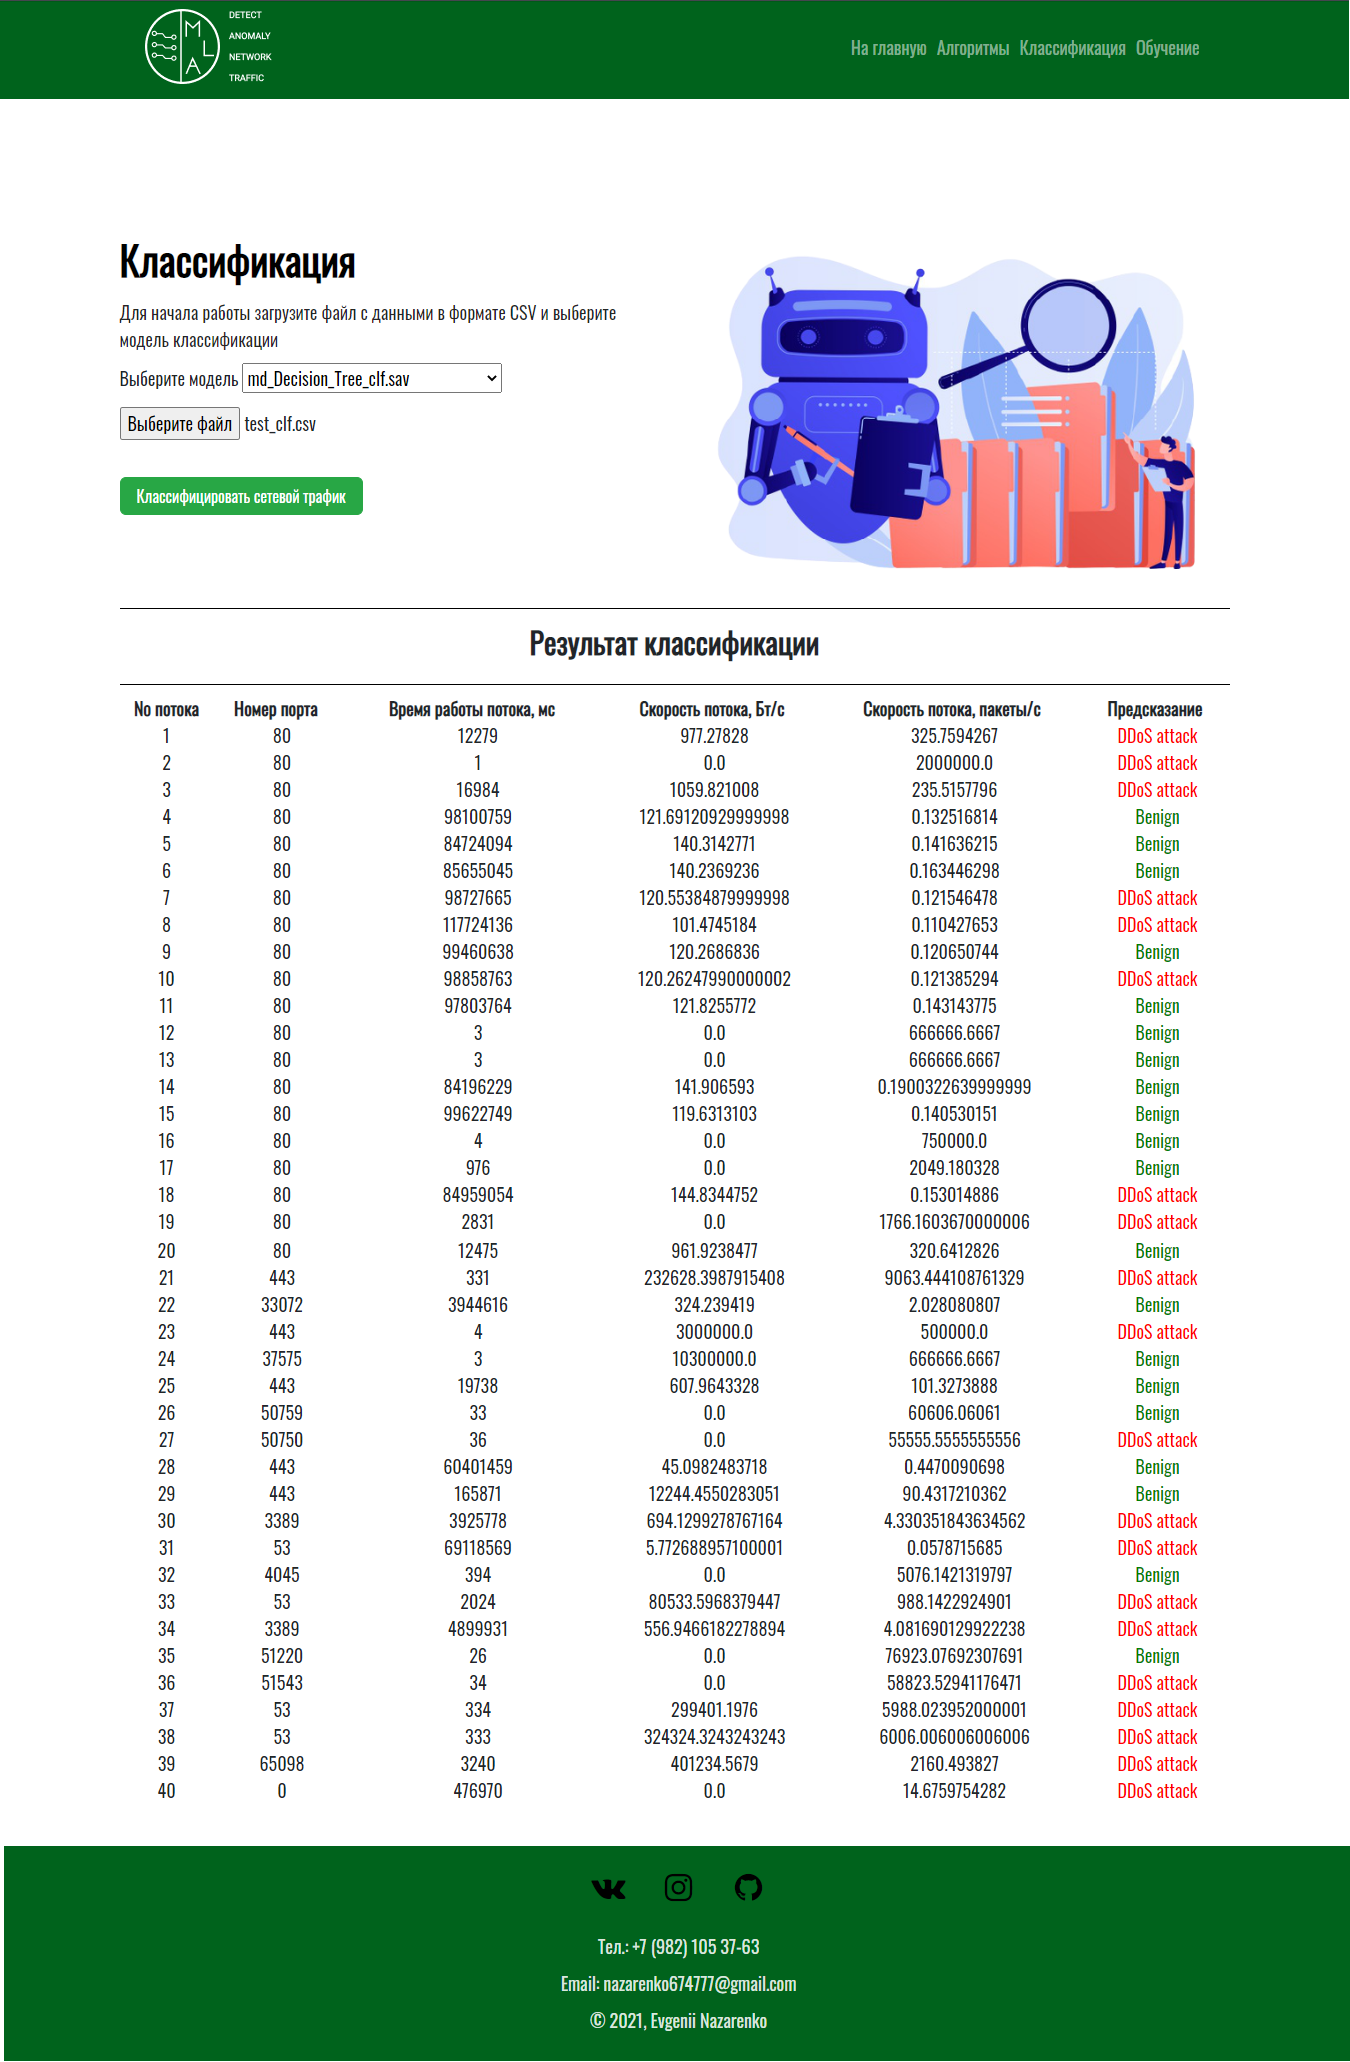 DETECT
ANOMALY
NETWORK
TRAFFIC
MLA
На главную Алгоритмы Классификация Обучение
Классификация
Для начала работы загрузите файл с данными в формате CSV и выберите
модель классификации
Выберите модель md_Decision_Tree_clf.sav
Выберите файл test_clf.csv
Классифицировать сетевой трафик
Результат классификации
No потока Номер порта Время работы потока, мс Скорость потока, Бт/с Скорость потока, пакеты/с Предсказание
1 80 12279 977.27828 325.7594267 DDoS attack
2 80 1 0.0 2000000.0 DDoS attack
3 80 16984 1059.821008 235.5157796 DDoS attack
4 80 98100759 121.69120929999998 0.132516814 Benign
5 80 84724094 140.3142771 0.141636215 Benign
6 80 85655045 140.2369236 0.163446298 Benign
7 80 98727665 120.55384879999998 0.121546478 DDoS attack
8 80 117724136 101.4745184 0.110427653 DDoS attack
9 80 99460638 120.2686836 0.120650744 Benign
10 80 98858763 120.26247990000002 0.121385294 DDoS attack
11 80 97803764 121.8255772 0.143143775 Benign
12 80 3 0.0 666666.6667 Benign
13 80 3 0.0 666666.6667 Benign
14 80 84196229 141.906593 0.1900322639999999 Benign
15 80 99622749 119.6313103 0.140530151 Benign
16 80 4 0.0 750000.0 Benign
17 80 976 0.0 2049.180328 Benign
18 80 84959054 144.8344752 0.153014886 DDoS attack
19 80 2831 0.0 1766.1603670000006 DDoS attack
20 80 12475 961.9238477 320.6412826 Benign
21 443 331 232628.3987915408 9063.444108761329 DDoS attack
22 33072 3944616 324.239419 2.028080807 Benign
23 443 4 3000000.0 500000.0 DDoS attack
24 37575 3 10300000.0 666666.6667 Benign
25 443 19738 607.9643328 101.3273888 Benign
26 50759 33 0.0 60606.06061 Benign
27 50750 36 0.0 55555.5555555556 DDoS attack
28 443 60401459 45.0982483718 0.4470090698 Benign
29 443 165871 12244.4550283051 90.4317210362 Benign
30 3389 3925778 694.1299278767164 4.330351843634562 DDoS attack
31 53 69118569 5.772688957100001 0.0578715685 DDoS attack
32 4045 394 0.0 5076.1421319797 Benign
33 53 2024 80533.5968379447 988.1422924901 DDoS attack
34 3389 4899931 556.9466182278894 4.081690129922238 DDoS attack
35 51220 26 0.0 76923.07692307691 Benign
36 51543 34 0.0 58823.52941176471 DDoS attack
37 53 334 299401.1976 5988.023952000001 DDoS attack
38 53 333 324324.3243243243 6006.006006006006 DDoS attack
39 65098 3240 401234.5679 2160.493827 DDoS attack
40 0 476970 0.0 14.6759754282 DDoS attack
Тел.: +7 (982) 105 37-63
Email: nazarenko674777@gmail.com
© 2021, Evgenii Nazarenko